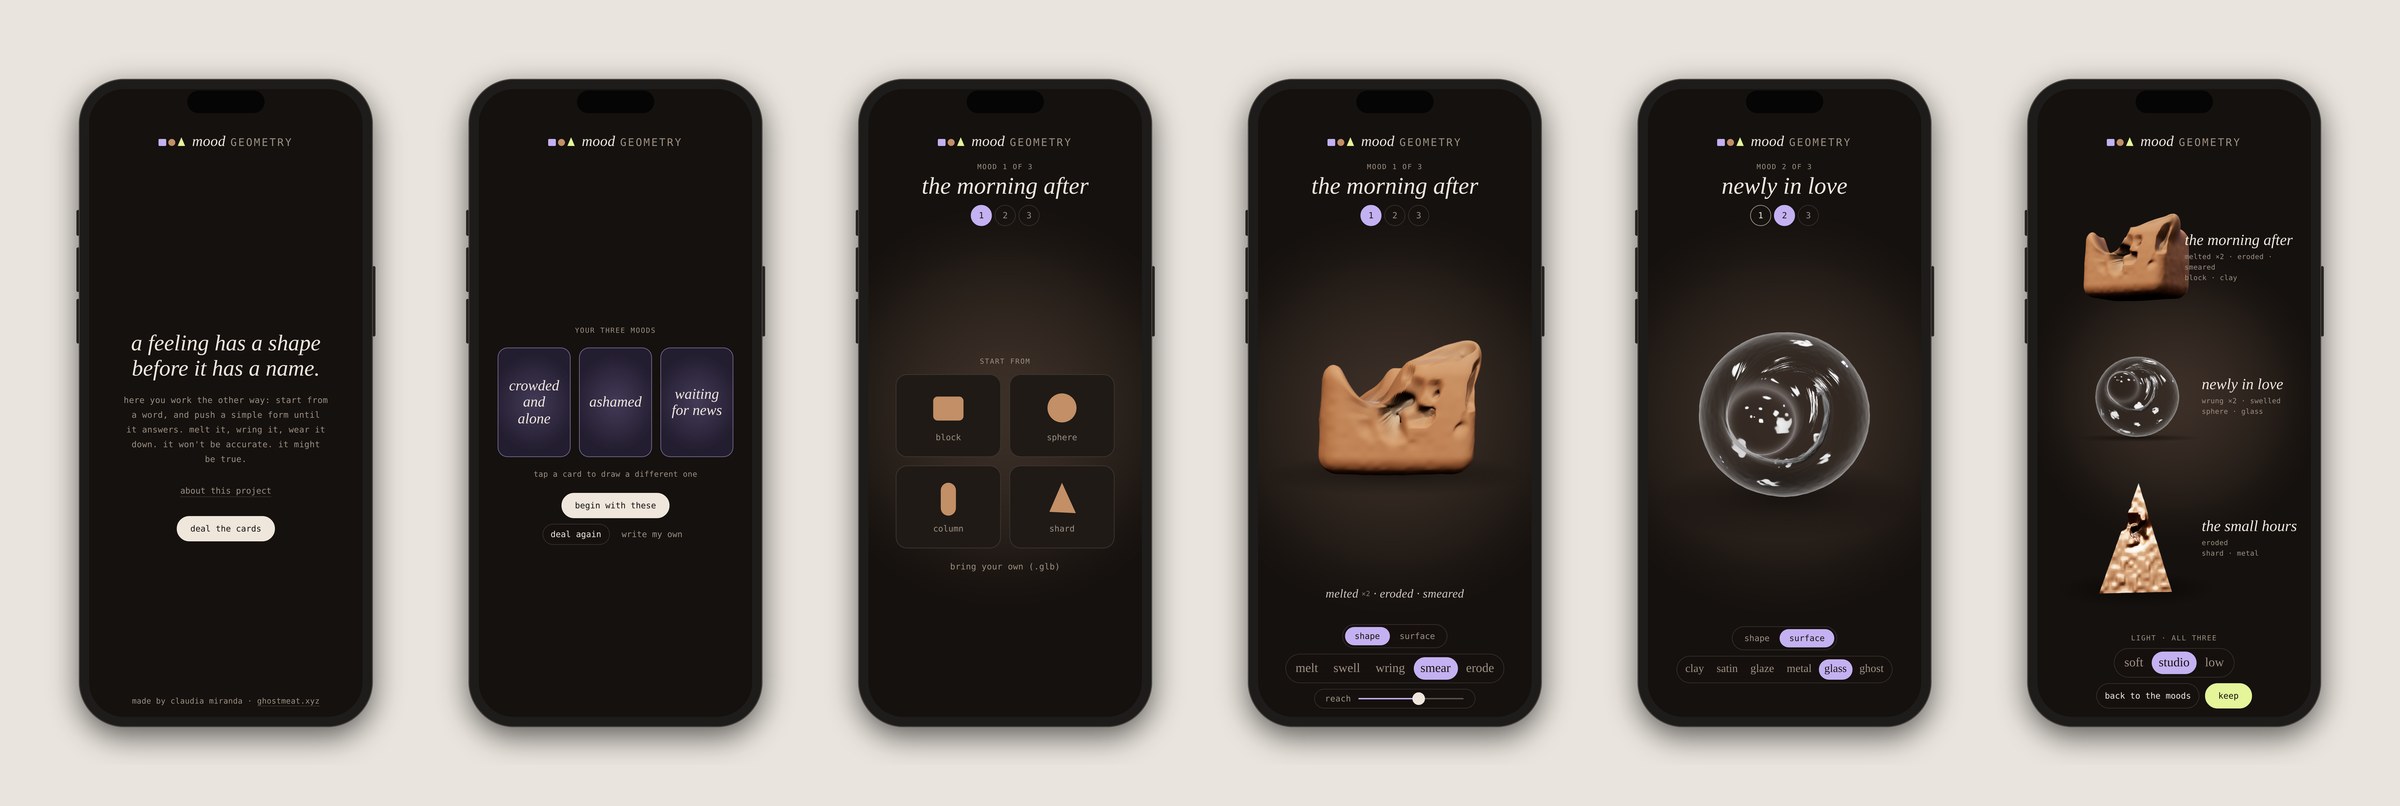 mood GEOMETRY
a feeling has a shape
before it has a name.
here you work the other way: start from
a word, and push a simple form until
it answers. melt it, wring it, wear it
down. it won't be accurate. it might
be true.
about this project
deal the cards
made by claudia miranda · ghostmeat.xyz
mood GEOMETRY
YOUR THREE MOODS
crowded
and
alone
ashamed
waiting
for news
tap a card to draw a different one
begin with these
deal again
write my own
mood GEOMETRY
MOOD 1 OF 3
the morning after
1 2 3
START FROM
block
sphere
column
shard
bring your own (.glb)
mood GEOMETRY
MOOD 1 OF 3
the morning after
1 2 3
melted ×2 · eroded · smeared
shape surface
melt swell wring smear erode
reach
mood GEOMETRY
MOOD 2 OF 3
newly in love
1 2 3
shape surface
clay satin glaze metal glass ghost
mood GEOMETRY
the morning after
melted ×2 · eroded ·
smeared
block · clay
newly in love
wrung ×2 · swelled
sphere · glass
the small hours
eroded
shard · metal
LIGHT · ALL THREE
soft studio low
back to the moods
keep